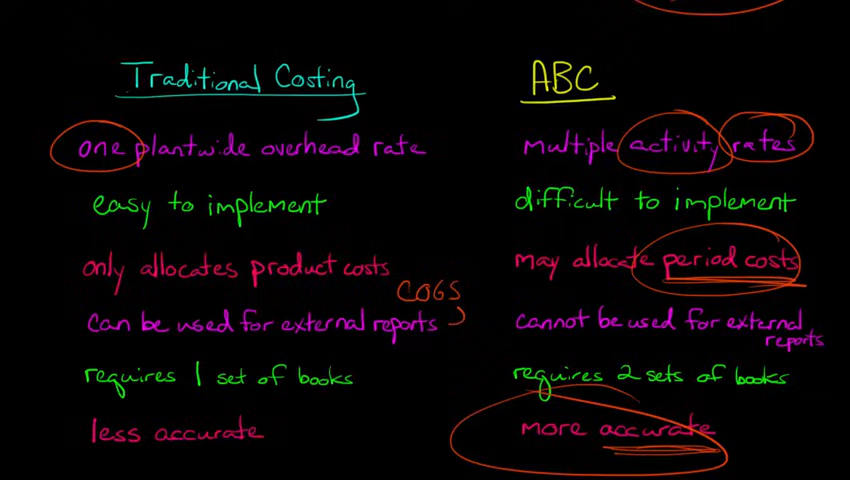 Traditional Costing
ABC
one plantwide overhead rate
multiple activity rates
easy to implement
difficult to implement
only allocates product costs
may allocate period costs
COGS
can be used for external reports
cannot be used for external
reports
requires 1 set of books
requires 2 sets of books
less accurate
more accurate